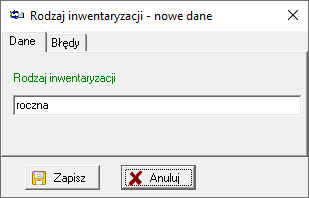 Rodzaj inwentaryzacji - nowe dane
Dane Błędy
Rodzaj inwentaryzacji
roczna
Zapisz Anuluj